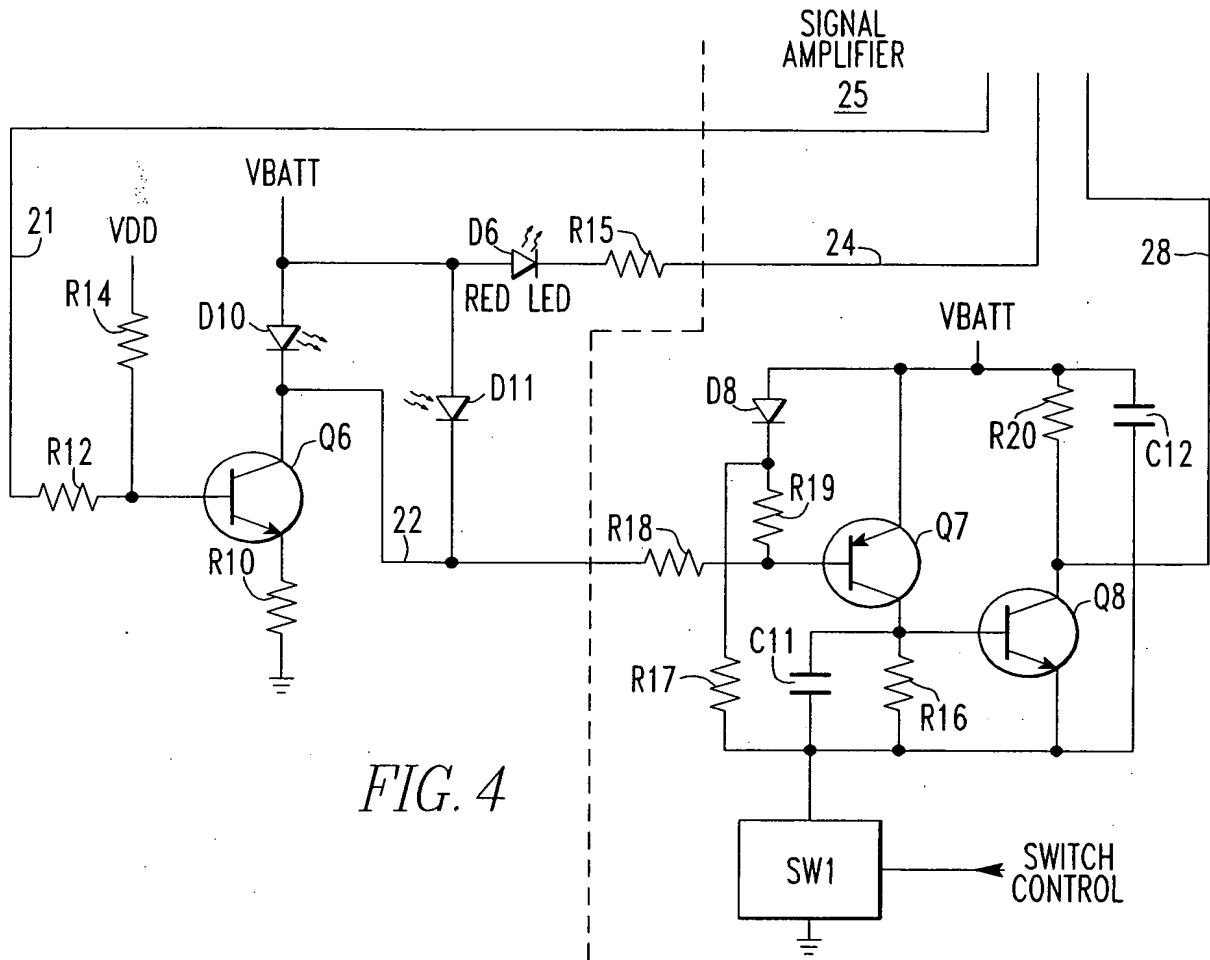 SIGNAL
AMPLIFIER
25
VBATT
21
VDD
D6
R15
24
28
R14
RED LED
D10
VBATT
D11
D8
R20
C12
R12
Q6
R19
R18
Q7
22
R10
Q8
C11
R17
R16
FIG. 4
SW1
SWITCH
CONTROL